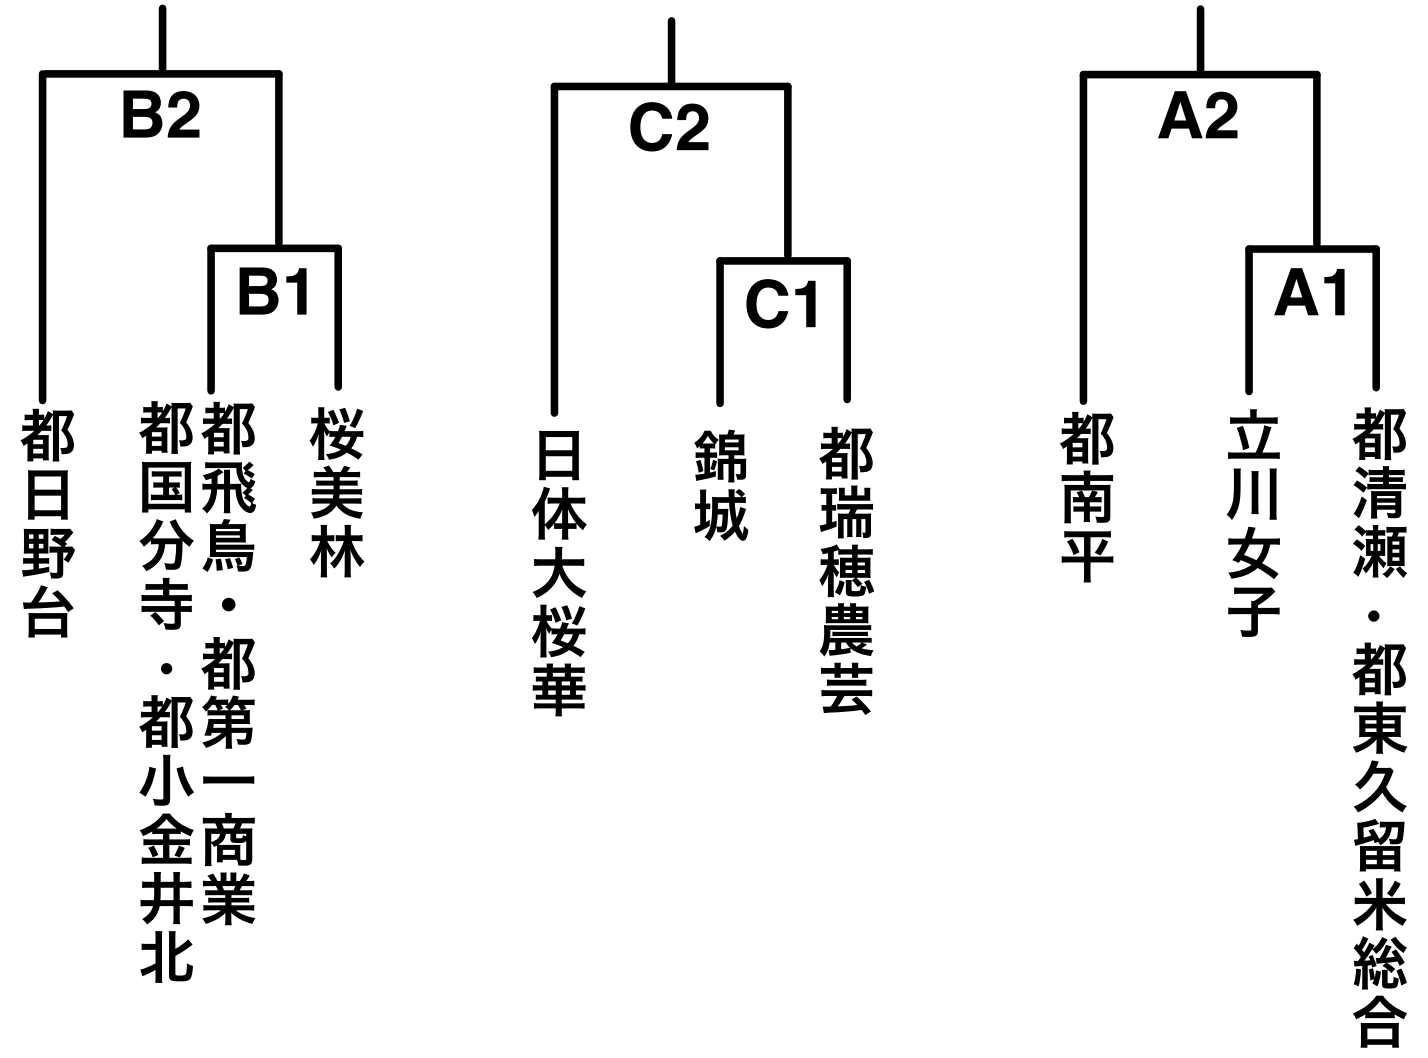 B2
B1
都日野台
都飛鳥・都第一商業
都国分寺・都小金井北
桜美林
C2
C1
日体大桜華
錦城
都瑞穂農芸
A2
A1
都南平
立川女子
都清瀬・都東久留米総合